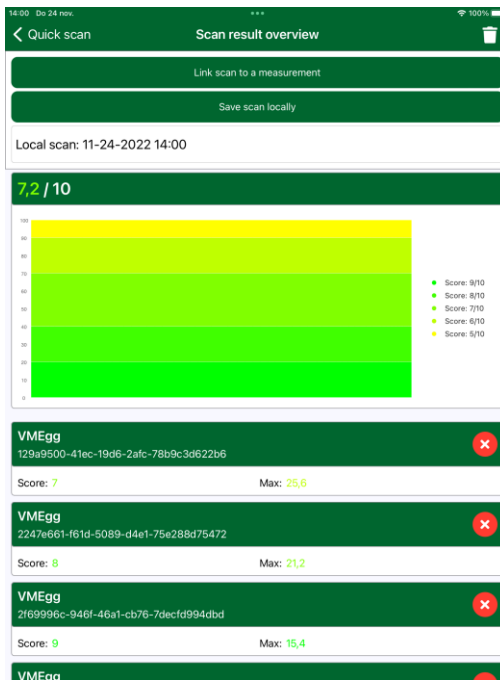 14:00 Do 24 nov. 100%
Quick scan Scan result overview
Link scan to a measurement
Save scan locally
Local scan: 11-24-2022 14:00
7,2 / 10
100
90
80
70
60
50
40
30
20
10
0
Score: 9/10
Score: 8/10
Score: 7/10
Score: 6/10
Score: 5/10
VMEgg
129a9500-41ec-19d6-2afc-78b9c3d622b6
Score: 7 Max: 25,6
VMEgg
2247e661-f61d-5089-d4e1-75e288d75472
Score: 8 Max: 21,2
VMEgg
2f69996c-946f-46a1-cb76-7decfd994dbd
Score: 9 Max: 15,4
VMEgg